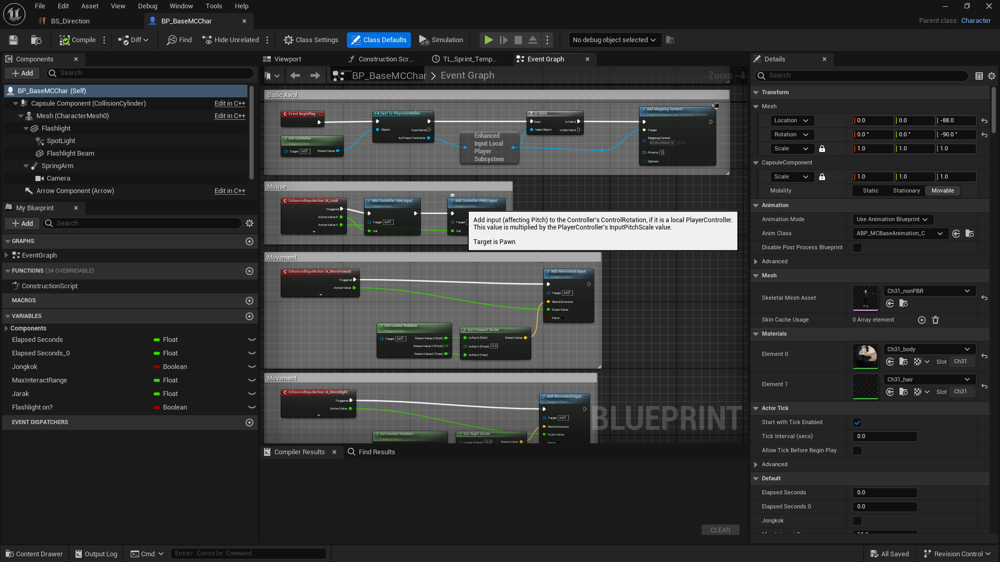 File Edit Asset View Debug Window Tools Help
BS_Direction
BP_BaseMCChar
Parent class: Character
Compile
Diff
Find
Hide Unrelated
Class Settings
Class Defaults
Simulation
No debug object selected
Components
Add
Search
BP_BaseMCChar (Self)
Capsule Component (CollisionCylinder) Edit in C++
Mesh (CharacterMesh0) Edit in C++
Flashlight
SpotLight
Flashlight Beam
SpringArm
Camera
Arrow Component (Arrow) Edit in C++
My Blueprint
Add
Search
GRAPHS
EventGraph
FUNCTIONS (34 OVERRIDABLE)
ConstructionScript
MACROS
VARIABLES
Components
Elapsed Seconds Float
Elapsed Seconds_0 Float
Jongkok Boolean
MaxInteractRange Float
Jarak Float
Flashlight on? Boolean
EVENT DISPATCHERS
Viewport
Construction Scr...
TL_Sprint_Temp...
Event Graph
BP_BaseMCChar > Event Graph
Zoom -4
Basic Awal
Event BeginPlay
Get Controller
Target is Pawn
Target self Return Value
Cast To PlayerController
Object Cast Failed
As Player Controller
Enhanced
Input Local
Player
Subsystem
? Is Valid
Exec Is Valid
Input Object Is Not Valid
Add Mapping Context
Target is Enhanced Input Subsystem Interface
Target
Mapping Context
Priority 0
Options
Mouse
EnhancedInputAction IA_Look
Triggered
Action Value X
Action Value Y
Add Controller Yaw Input
Target is Pawn
Target self
Val
Add Controller Pitch Input
Target is Pawn
Target
Val
Add input (affecting Pitch) to the Controller's ControlRotation, if it is a local PlayerController.
This value is multiplied by the PlayerController's InputPitchScale value.
Target is Pawn
Movement
EnhancedInputAction IA_MoveFoward
Triggered
Action Value
Add Movement Input
Target is Pawn
Target self
World Direction
Scale Value
Force
Get Control Rotation
Target is Pawn
Target self Return Value X (Roll)
Return Value Y (Pitch)
Return Value Z (Yaw)
Get Forward Vector
In Rot X (Roll) Return Value
In Rot Y (Pitch) 0.0
In Rot Z (Yaw)
Movement
EnhancedInputAction IA_MoveRight
Triggered
Action Value
Add Movement Input
Target is Pawn
Target self
World Direction
Scale Value
Force
Get Control Rotation
Target is Pawn
Get Right Vector
In Rot X (Roll) 0.0 Return Value
BLUEPRINT
Compiler Results
Find Results
CLEAR
Details
Search
Transform
Mesh
Location 0.0 0.0 -88.0
Rotation 0.0 ° 0.0 ° -90.0 °
Scale 1.0 1.0 1.0
CapsuleComponent
Scale 1.0 1.0 1.0
Mobility Static Stationary Movable
Animation
Animation Mode Use Animation Blueprint
Anim Class ABP_MCBaseAnimation_C
Disable Post Process Blueprint
Advanced
Mesh
Skeletal Mesh Asset Ch31_nonPBR
Skin Cache Usage 0 Array element
Materials
Element 0 Ch31_body
Slot Ch31
Element 1 Ch31_hair
Slot Ch31
Actor Tick
Start with Tick Enabled
Tick Interval (secs) 0.0
Allow Tick Before Begin Play
Advanced
Default
Elapsed Seconds 0.0
Elapsed Seconds 0 0.0
Jongkok
Content Drawer
Output Log
Cmd
Enter Console Command
All Saved
Revision Control